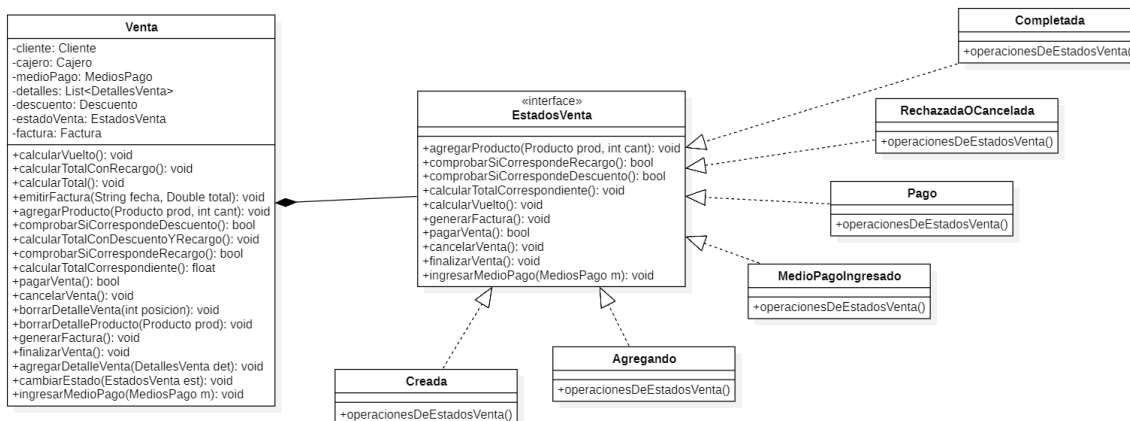 Venta
-cliente: Cliente
-cajero: Cajero
-medioPago: MediosPago
-detalles: List<DetallesVenta>
-descuento: Descuento
-estadoVenta: EstadosVenta
-factura: Factura
+calcularVuelto(): void
+calcularTotalConRecargo(): void
+calcularTotal(): void
+emitirFactura(String fecha, Double total): void
+agregarProducto(Producto prod, int cant): void
+comprobarSiCorrespondeDescuento(): bool
+calcularTotalConDescuentoYRecargo(): void
+comprobarSiCorrespondeRecargo(): bool
+calcularTotalCorrespondiente(): float
+pagarVenta(): bool
+cancelarVenta(): void
+borrarDetalleVenta(int posicion): void
+borrarDetalleProducto(Producto prod): void
+generarFactura(): void
+finalizarVenta(): void
+agregarDetalleVenta(DetallesVenta det): void
+cambiarEstado(EstadosVenta est): void
+ingresarMedioPago(MediosPago m): void
«interface»
EstadosVenta
+agregarProducto(Producto prod, int cant): void
+comprobarSiCorrespondeRecargo(): bool
+comprobarSiCorrespondeDescuento(): bool
+calcularTotalCorrespondiente(): void
+calcularVuelto(): void
+generarFactura(): void
+pagarVenta(): bool
+cancelarVenta(): void
+finalizarVenta(): void
+ingresarMedioPago(MediosPago m): void
Completada
+operacionesDeEstadosVenta()
RechazadaOCancelada
+operacionesDeEstadosVenta()
Pago
+operacionesDeEstadosVenta()
MedioPagoIngresado
+operacionesDeEstadosVenta()
Agregando
+operacionesDeEstadosVenta()
Creada
+operacionesDeEstadosVenta()